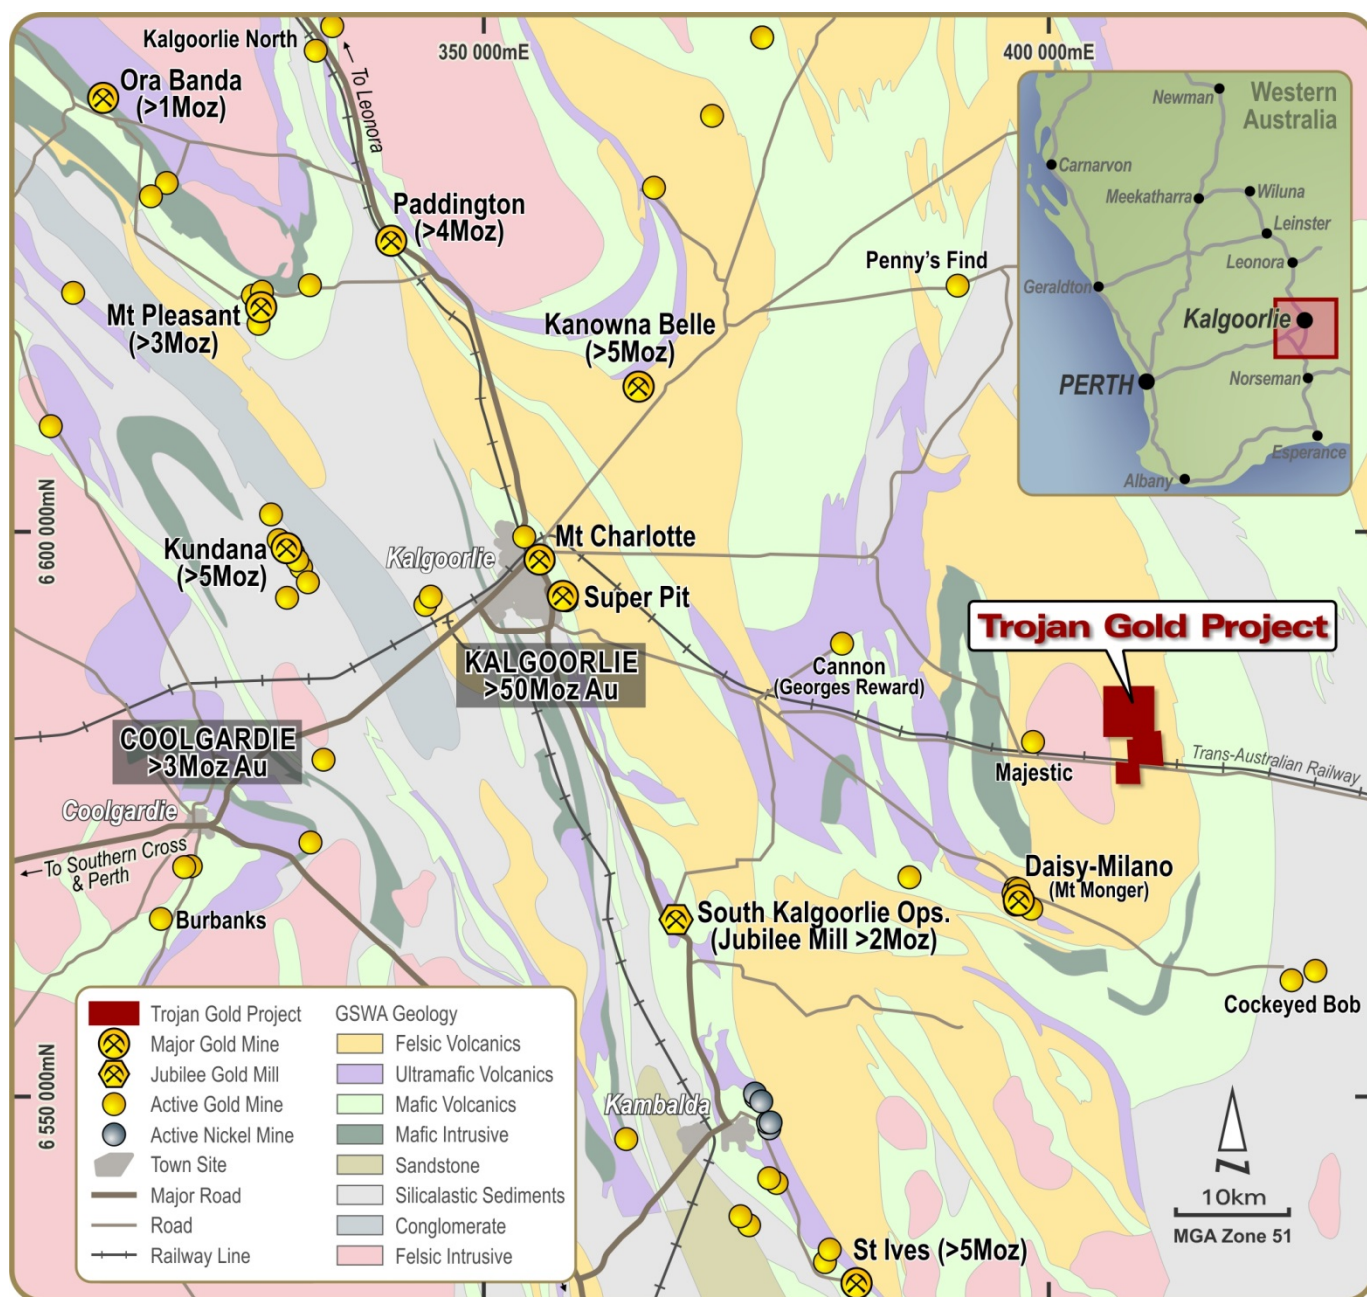 350 000mE
400 000mE
Kalgoorlie North
To Leonora
Ora Banda
(>1Moz)
Paddington
(>4Moz)
Mt Pleasant
(>3Moz)
Kanowna Belle
(>5Moz)
Penny's Find
Western
Australia
Newman
Carnarvon
Meekatharra
Wiluna
Leinster
Leonora
Geraldton
Kalgoorlie
PERTH
Norseman
Esperance
Albany
6 600 000mN
Kundana
(>5Moz)
Kalgoorlie
Mt Charlotte
Super Pit
KALGOORLIE
>50Moz Au
Trojan Gold Project
Cannon
(Georges Reward)
Majestic
Trans-Australian Railway
COOLGARDIE
>3Moz Au
Coolgardie
To Southern Cross
& Perth
Burbanks
Daisy-Milano
(Mt Monger)
South Kalgoorlie Ops.
(Jubilee Mill >2Moz)
Cockeyed Bob
6 550 000mN
Kambalda
St Ives (>5Moz)
Trojan Gold Project
Major Gold Mine
Jubilee Gold Mill
Active Gold Mine
Active Nickel Mine
Town Site
Major Road
Road
Railway Line
GSWA Geology
Felsic Volcanics
Ultramafic Volcanics
Mafic Volcanics
Mafic Intrusive
Sandstone
Silicalastic Sediments
Conglomerate
Felsic Intrusive
N
10km
MGA Zone 51